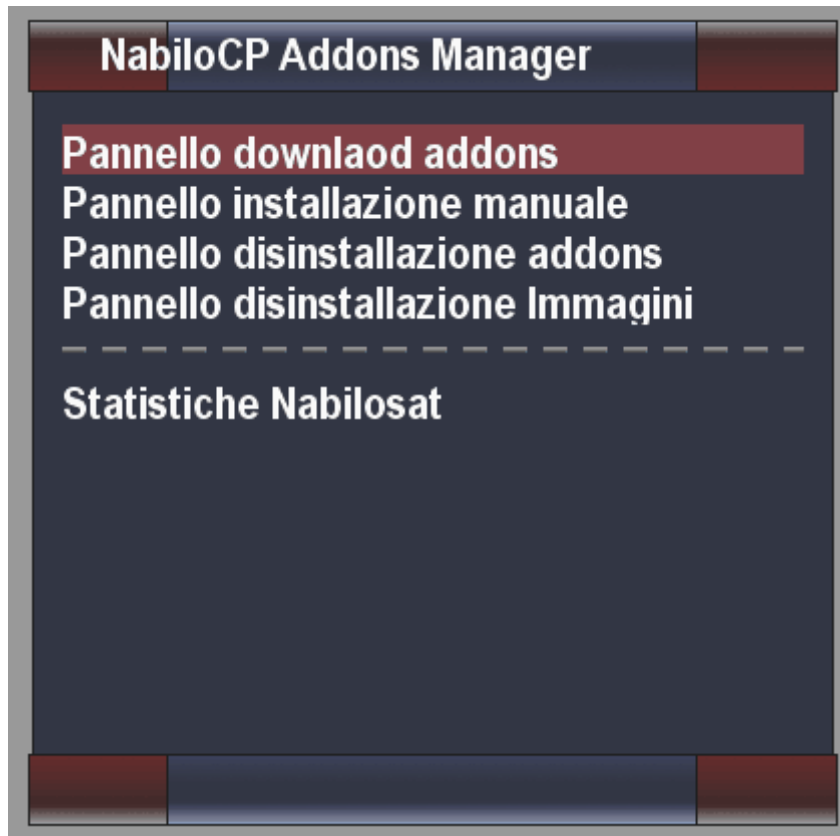 NabiloCP Addons Manager
Pannello downlaod addons
Pannello installazione manuale
Pannello disinstallazione addons
Pannello disinstallazione Immagini
Statistiche Nabilosat